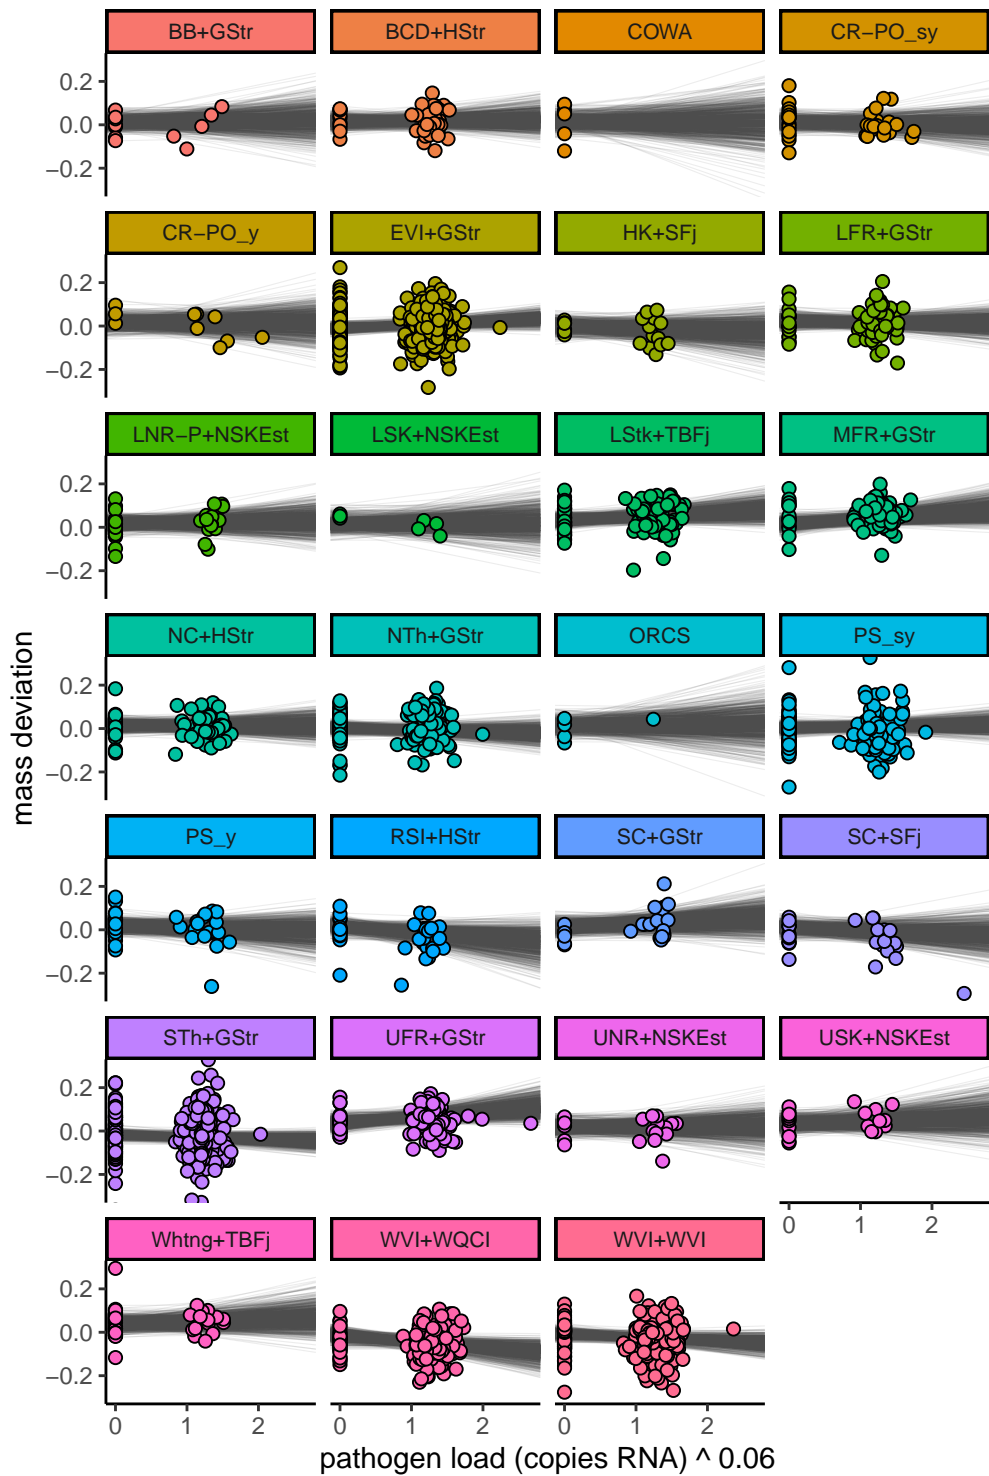 BB+GStr BCD+HStr COWA CR−PO_sy
0.2
0.0
−0.2
CR−PO_y EVI+GStr HK+SFj LFR+GStr
0.2
0.0
−0.2
LNR−P+NSKEst LSK+NSKEst LStk+TBFj MFR+GStr
0.2
0.0
−0.2
NC+HStr NTh+GStr ORCS PS_sy
0.2
0.0
−0.2
mass deviation
PS_y RSI+HStr SC+GStr SC+SFj
0.2
0.0
−0.2
STh+GStr UFR+GStr UNR+NSKEst USK+NSKEst
0.2
0.0
−0.2
0 1 2
Whtng+TBFj WVI+WQCI WVI+WVI
0.2
0.0
−0.2
0 1 2 0 1 2 0 1 2
pathogen load (copies RNA) ^ 0.06